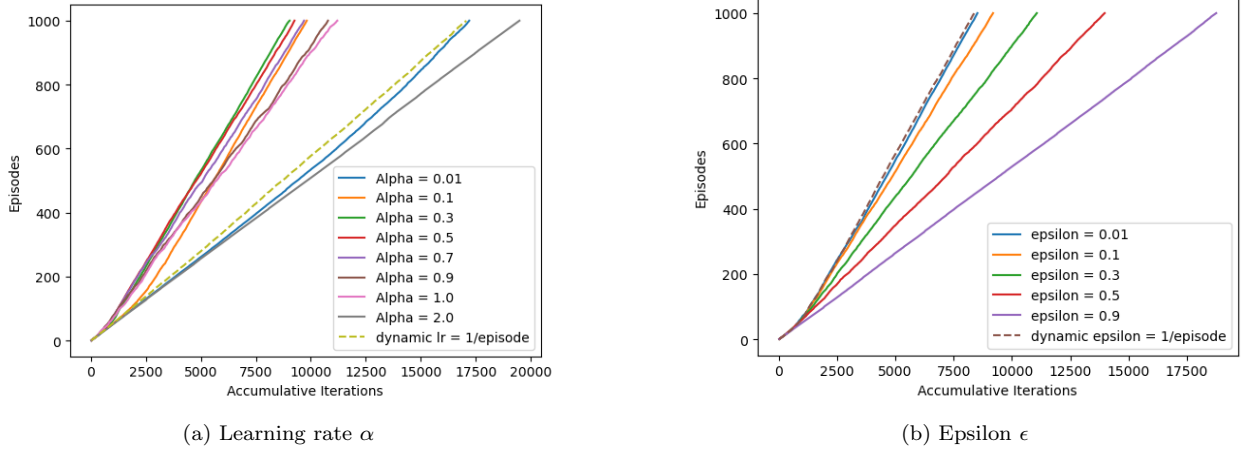 1000
800
600
400
200
0
Episodes
0 2500 5000 7500 10000 12500 15000 17500 20000
Accumulative Iterations
Alpha = 0.01
Alpha = 0.1
Alpha = 0.3
Alpha = 0.5
Alpha = 0.7
Alpha = 0.9
Alpha = 1.0
Alpha = 2.0
dynamic lr = 1/episode
(a) Learning rate α
1000
800
600
400
200
0
Episodes
0 2500 5000 7500 10000 12500 15000 17500
Accumulative Iterations
epsilon = 0.01
epsilon = 0.1
epsilon = 0.3
epsilon = 0.5
epsilon = 0.9
dynamic epsilon = 1/episode
(b) Epsilon ϵ